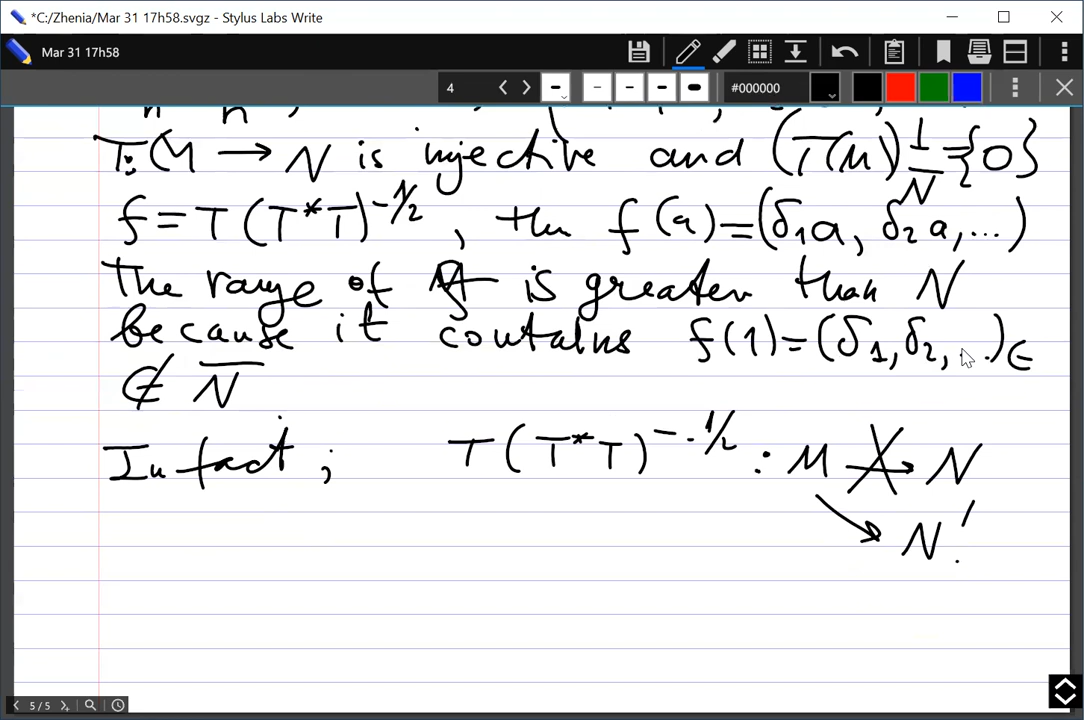 *C:/Zhenia/Mar 31 17h58.svgz - Stylus Labs Write
Mar 31 17h58
4 #000000
T: M → N is injective and (T(M))⊥_N = {0}
f = T(T*T)^-1/2, the f(a) = (δ₁a, δ₂a, ...)
The range of is greater than N
because it contains f(1) = (δ₁, δ₂, ...) ∈
∉ N
In fact, T(T*T)^-1/2 : M → N
↘ N'.
5/5